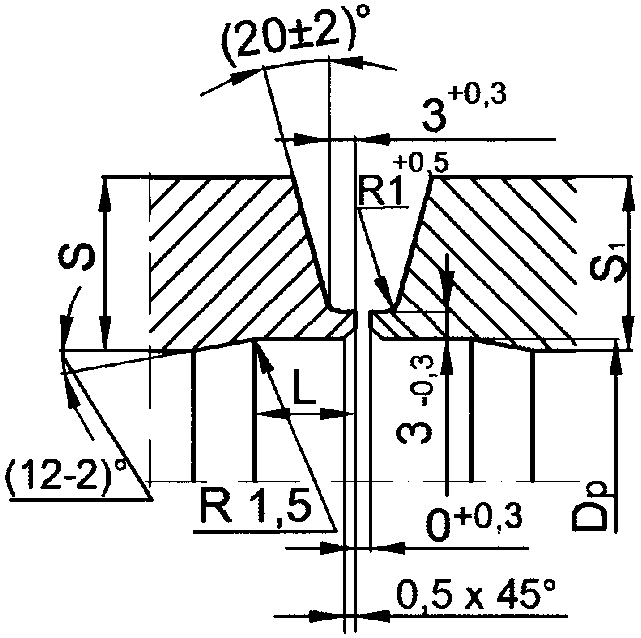 (20±2)°
3+0,3
R1+0,5
S
S1
L
3-0,3
(12-2)°
R 1,5
Dp
0+0,3
0,5 x 45°